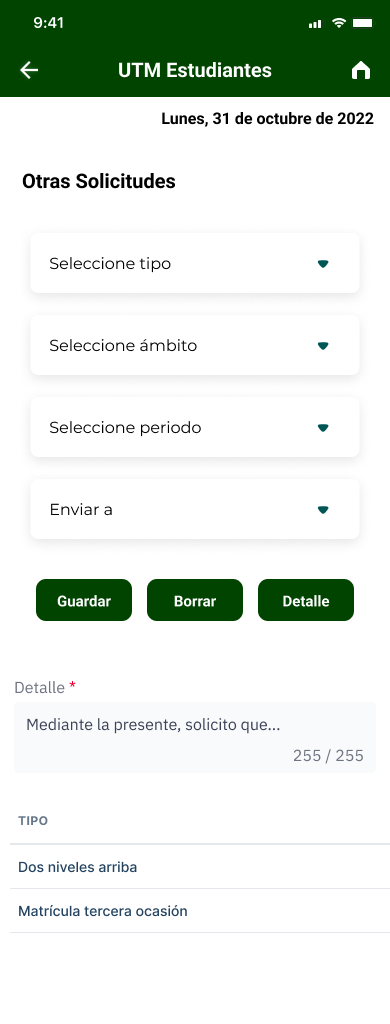 9:41
UTM Estudiantes
Lunes, 31 de octubre de 2022
Otras Solicitudes
Seleccione tipo
Seleccione ámbito
Seleccione periodo
Enviar a
Guardar Borrar Detalle
Detalle *
Mediante la presente, solicito que...
255 / 255
TIPO
Dos niveles arriba
Matrícula tercera ocasión